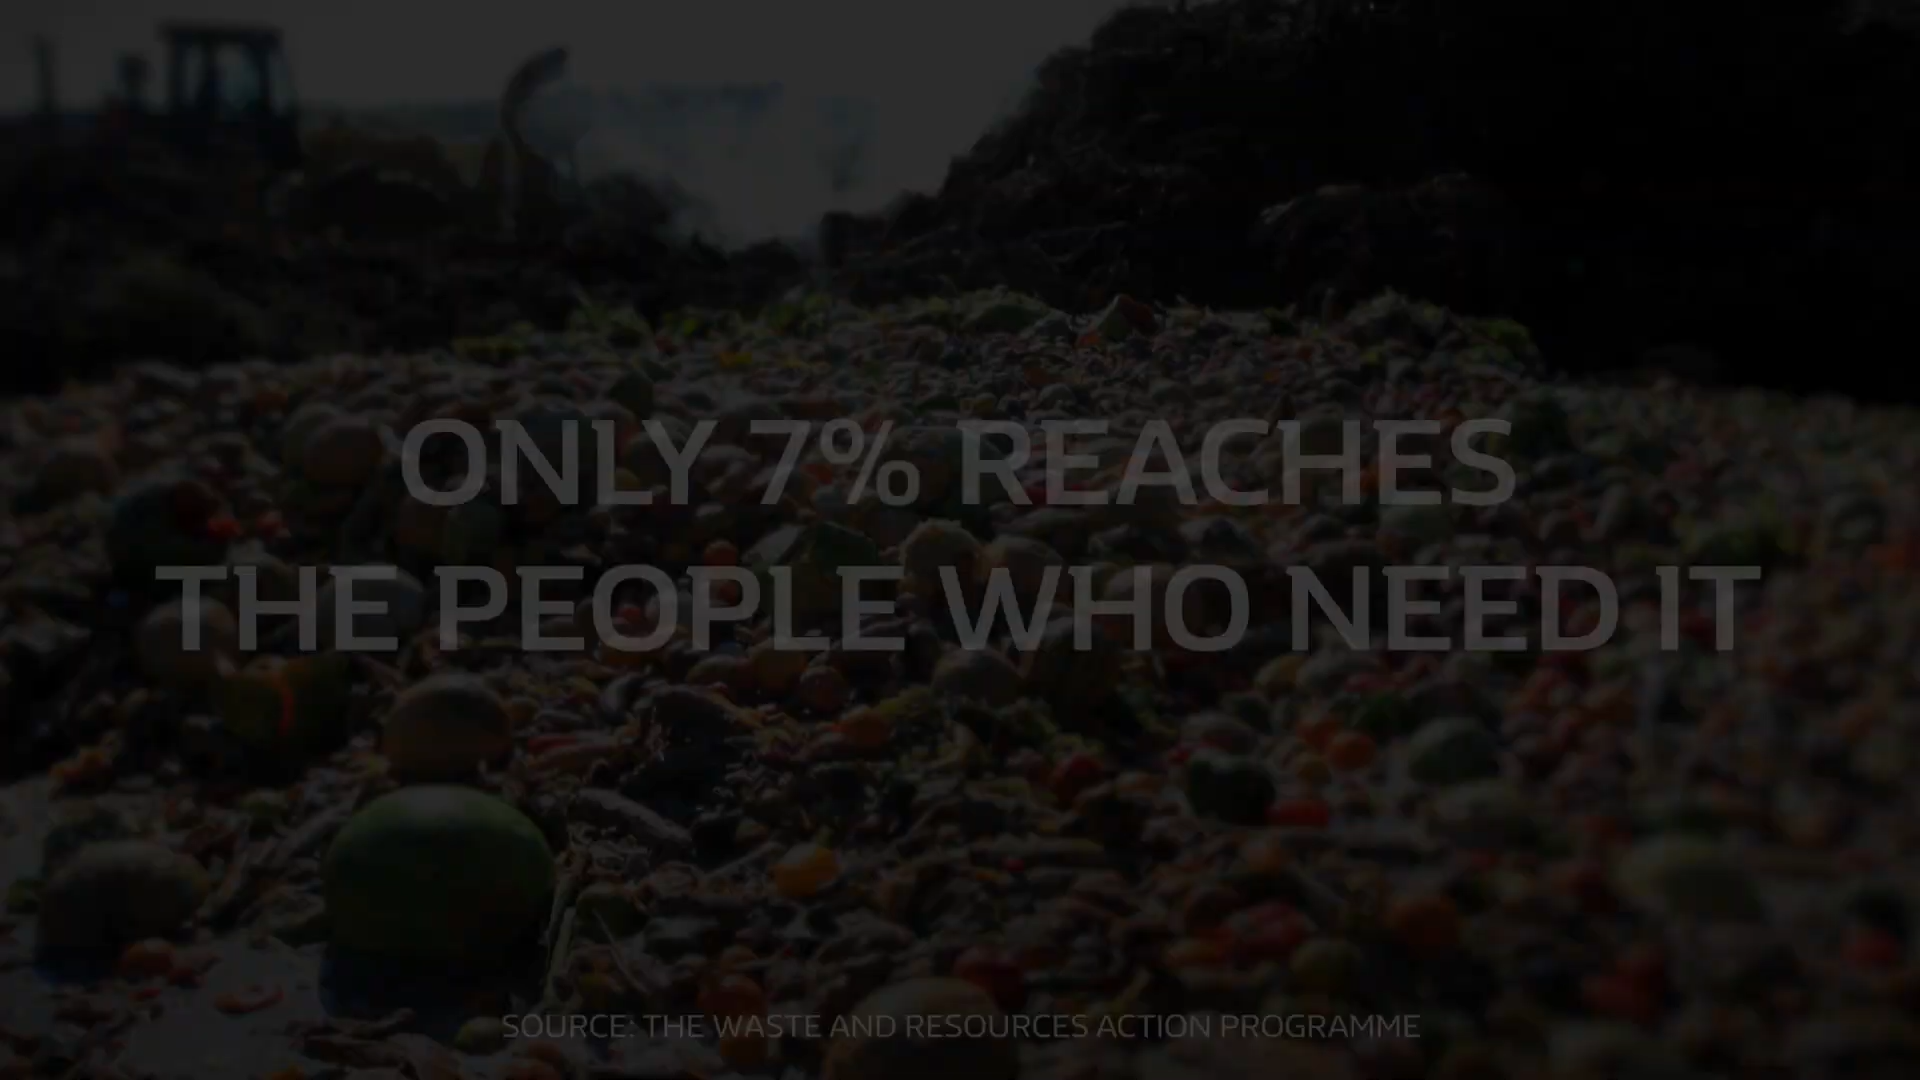 ONLY 7% REACHES
THE PEOPLE WHO NEED IT
SOURCE: THE WASTE AND RESOURCES ACTION PROGRAMME